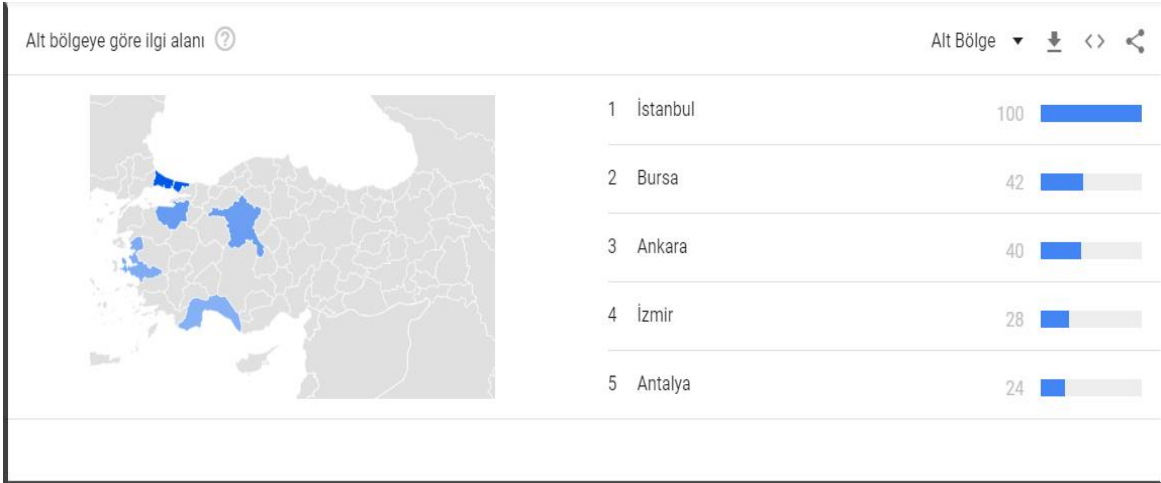 Alt bölgeye göre ilgi alanı ?
Alt Bölge
1 İstanbul 100
2 Bursa 42
3 Ankara 40
4 İzmir 28
5 Antalya 24